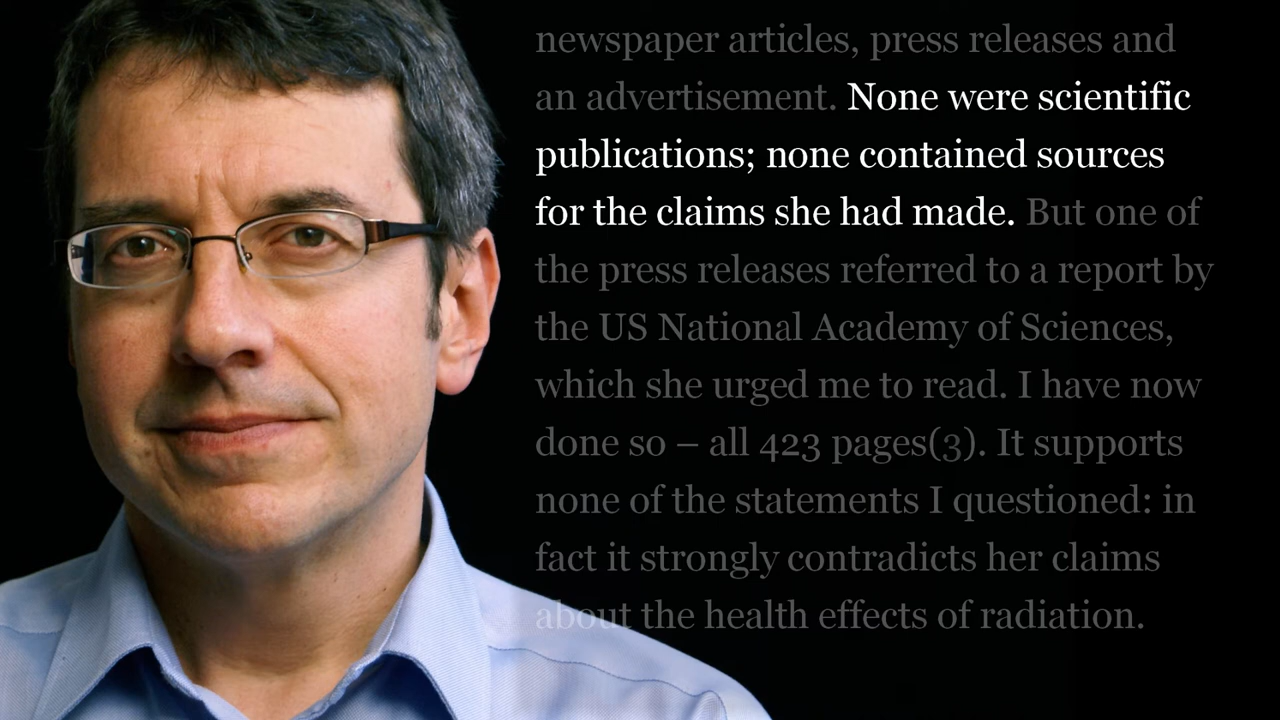 newspaper articles, press releases and
an advertisement. None were scientific
publications; none contained sources
for the claims she had made. But one of
the press releases referred to a report by
the US National Academy of Sciences,
which she urged me to read. I have now
done so – all 423 pages(3). It supports
none of the statements I questioned: in
fact it strongly contradicts her claims
about the health effects of radiation.